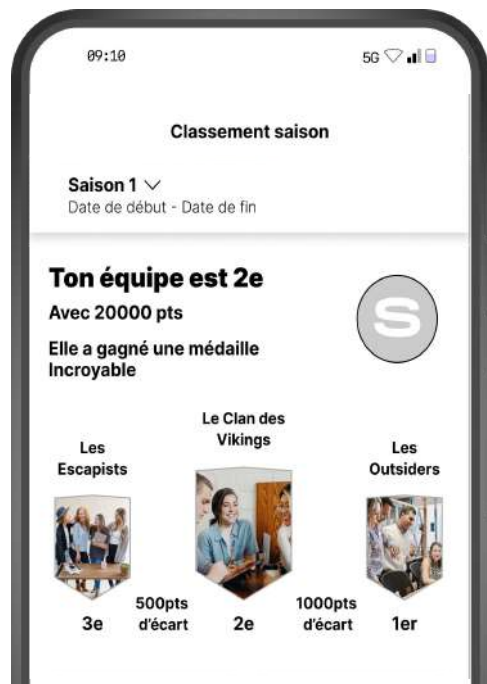 09:10
5G
Classement saison
Saison 1
Date de début - Date de fin
Ton équipe est 2e
Avec 20000 pts
Elle a gagné une médaille
Incroyable
S
Le Clan des
Vikings
Les
Escapists
Les
Outsiders
500pts
d'écart
1000pts
d'écart
3e
2e
1er